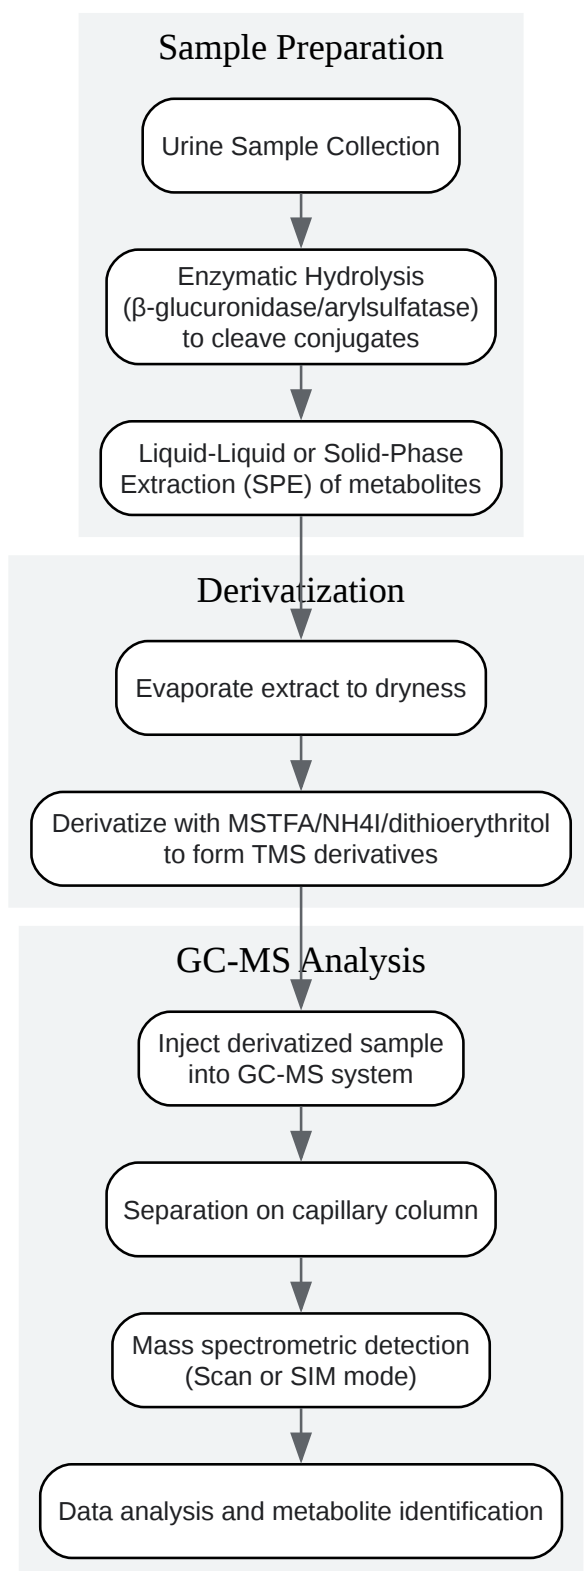 Sample Preparation
Urine Sample Collection
Enzymatic Hydrolysis
(β-glucuronidase/arylsulfatase)
to cleave conjugates
Liquid-Liquid or Solid-Phase
Extraction (SPE) of metabolites
Derivatization
Evaporate extract to dryness
Derivatize with MSTFA/NH4I/dithioerythritol
to form TMS derivatives
GC-MS Analysis
Inject derivatized sample
into GC-MS system
Separation on capillary column
Mass spectrometric detection
(Scan or SIM mode)
Data analysis and metabolite identification